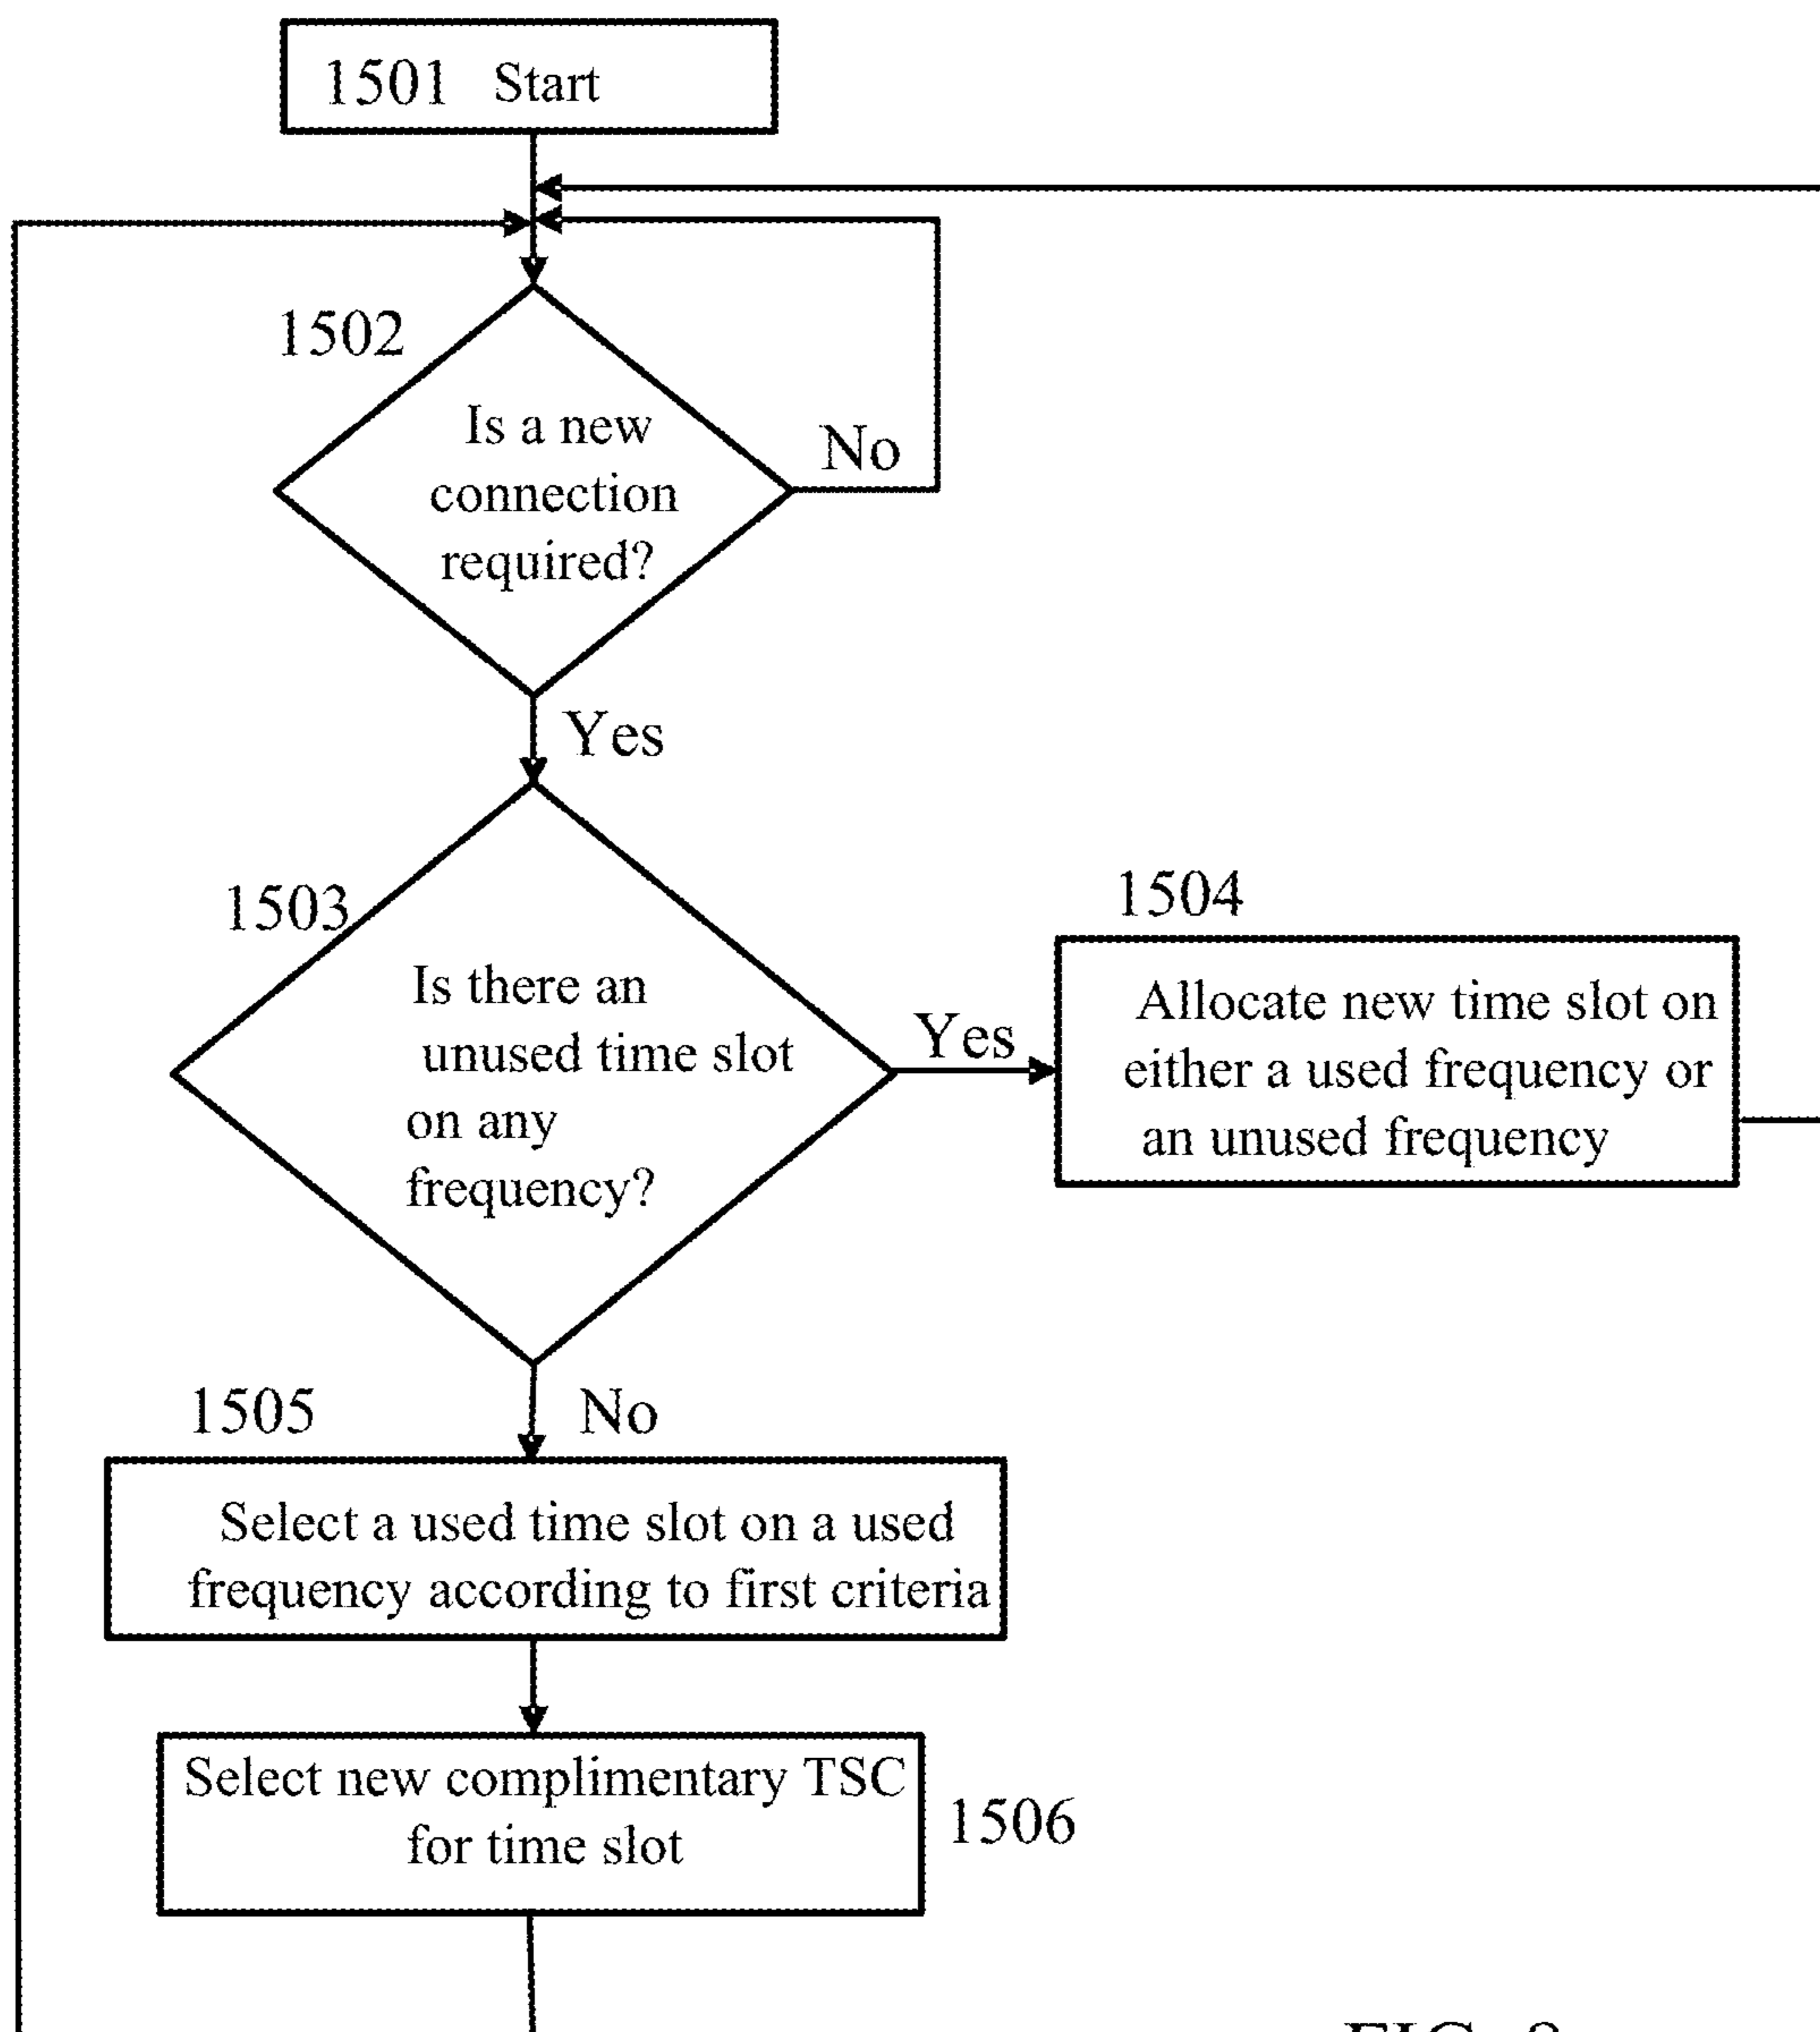 1501 Start
1502
Is a new
connection
required?
No
Yes
1503
Is there an
unused time slot
on any
frequency?
Yes
1504
Allocate new time slot on
either a used frequency or
an unused frequency
1505
No
Select a used time slot on a used
frequency according to first criteria
Select new complimentary TSC
for time slot
1506